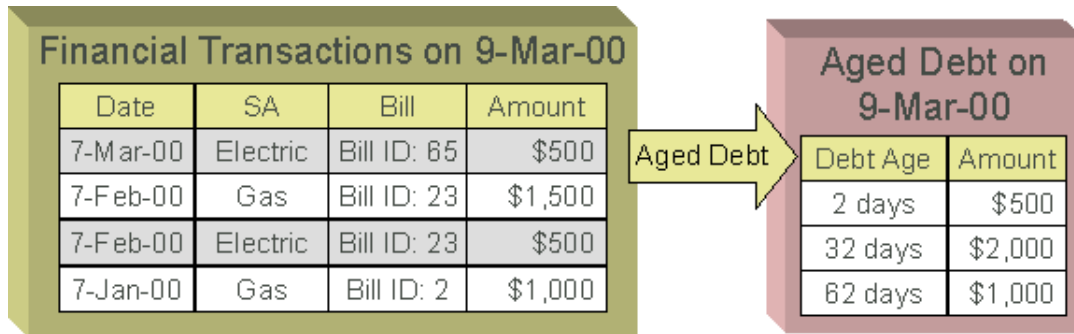 Financial Transactions on 9-Mar-00
Date SA Bill Amount
7-Mar-00 Electric Bill ID: 65 $500
7-Feb-00 Gas Bill ID: 23 $1,500
7-Feb-00 Electric Bill ID: 23 $500
7-Jan-00 Gas Bill ID: 2 $1,000
Aged Debt
Aged Debt on
9-Mar-00
Debt Age Amount
2 days $500
32 days $2,000
62 days $1,000